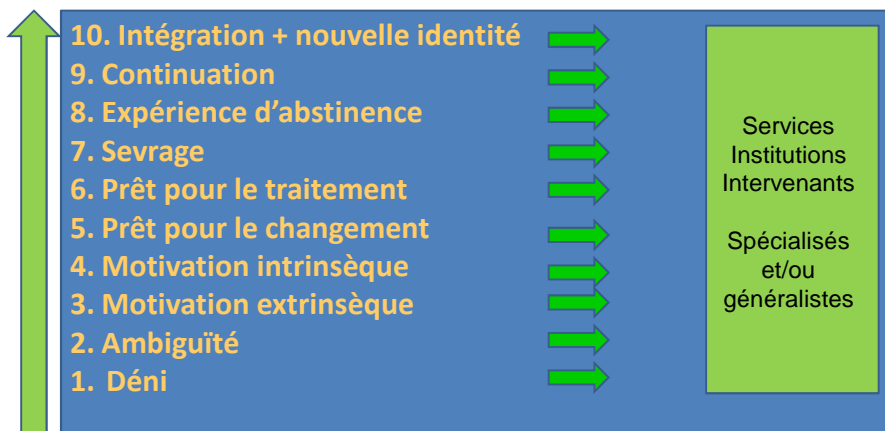 10. Intégration + nouvelle identité
9. Continuation
8. Expérience d’abstinence
7. Sevrage
6. Prêt pour le traitement
5. Prêt pour le changement
4. Motivation intrinsèque
3. Motivation extrinsèque
2. Ambiguïté
1. Déni
Services
Institutions
Intervenants
Spécialisés
et/ou
généralistes